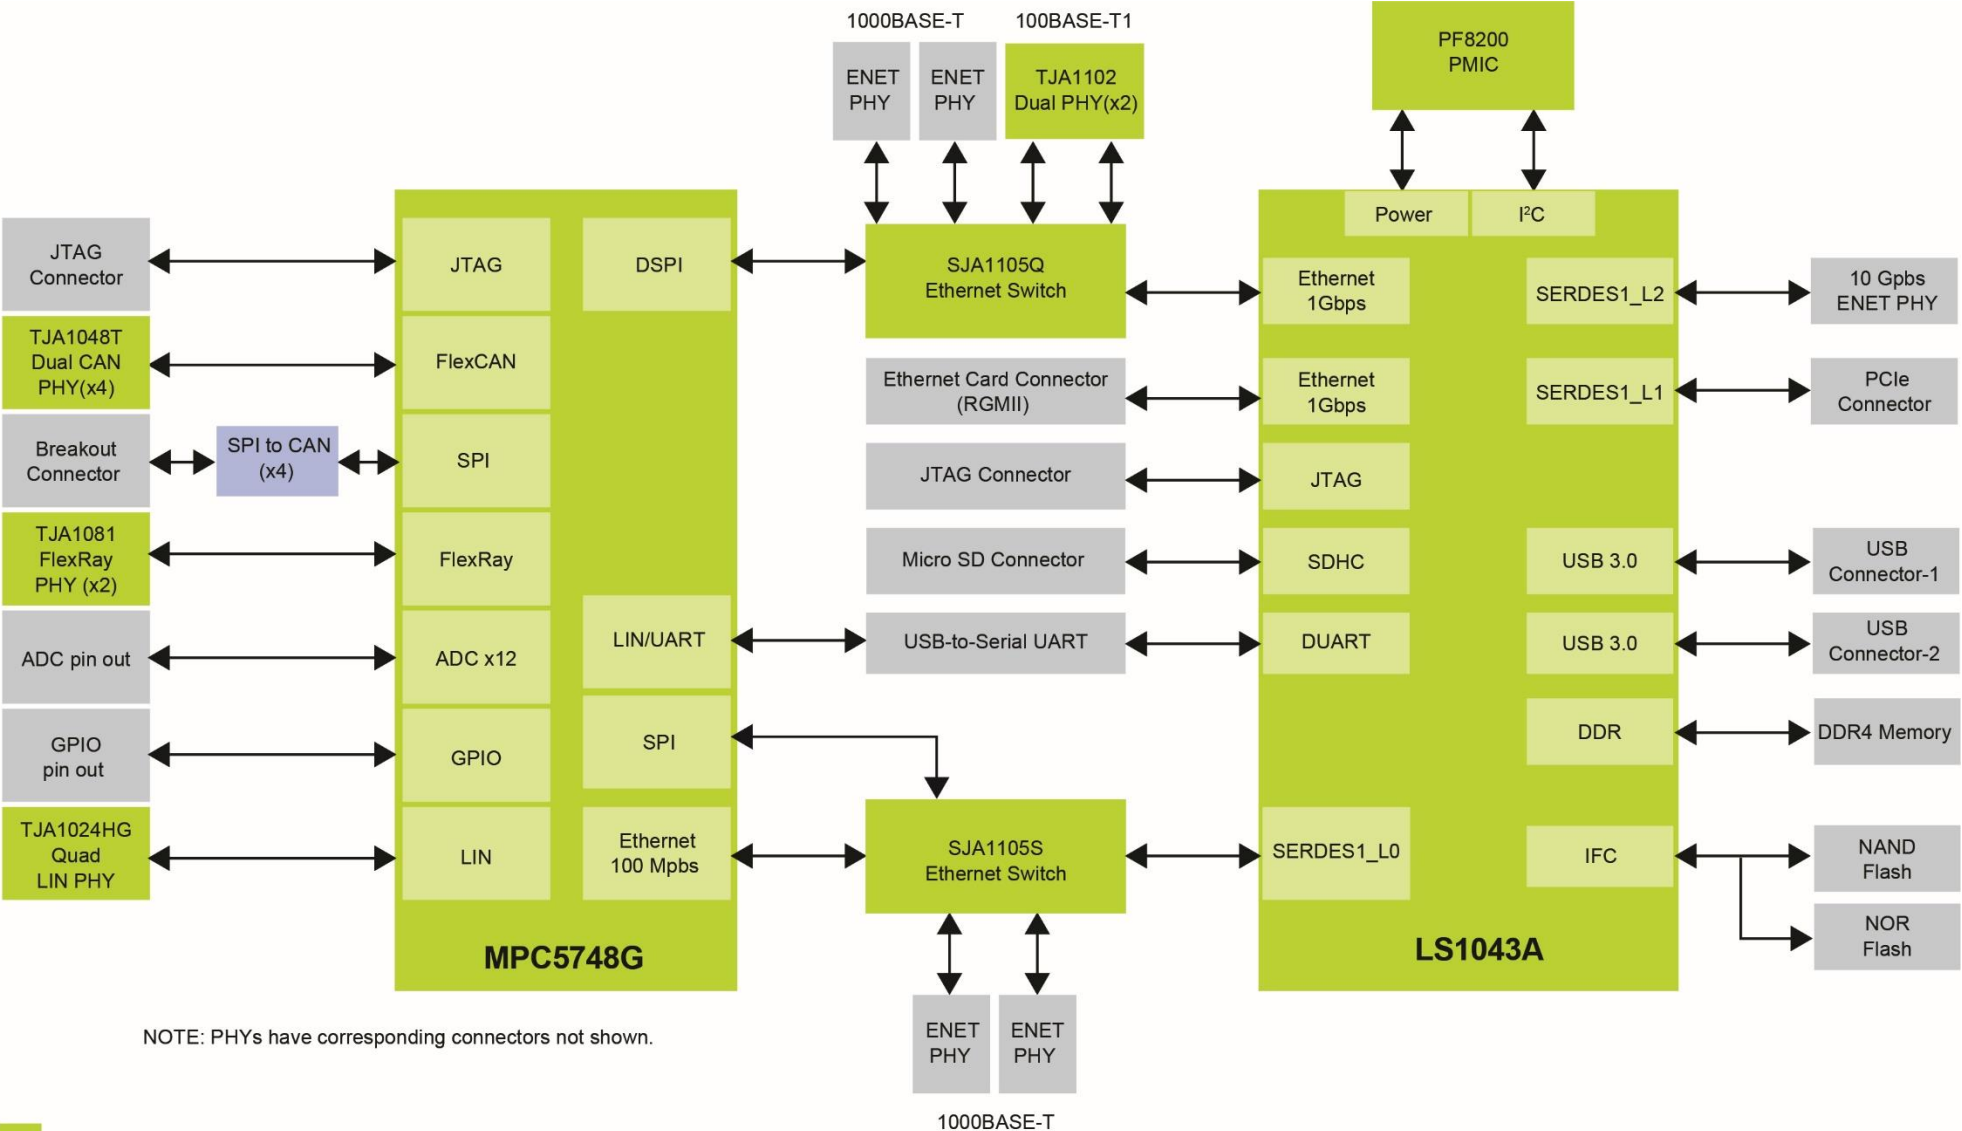 1000BASE-T
100BASE-T1
ENET
PHY
ENET
PHY
TJA1102
Dual PHY(x2)
PF8200
PMIC
JTAG
Connector
TJA1048T
Dual CAN
PHY(x4)
Breakout
Connector
SPI to CAN
(x4)
TJA1081
FlexRay
PHY (x2)
ADC pin out
GPIO
pin out
TJA1024HG
Quad
LIN PHY
JTAG
FlexCAN
SPI
FlexRay
ADC x12
GPIO
LIN
DSPI
LIN/UART
SPI
Ethernet
100 Mpbs
MPC5748G
SJA1105Q
Ethernet Switch
Ethernet Card Connector
(RGMII)
JTAG Connector
Micro SD Connector
USB-to-Serial UART
SJA1105S
Ethernet Switch
Power
I²C
Ethernet
1Gbps
Ethernet
1Gbps
JTAG
SDHC
DUART
SERDES1_L0
SERDES1_L2
SERDES1_L1
USB 3.0
USB 3.0
DDR
IFC
LS1043A
10 Gpbs
ENET PHY
PCIe
Connector
USB
Connector-1
USB
Connector-2
DDR4 Memory
NAND
Flash
NOR
Flash
ENET
PHY
ENET
PHY
1000BASE-T
NOTE: PHYs have corresponding connectors not shown.